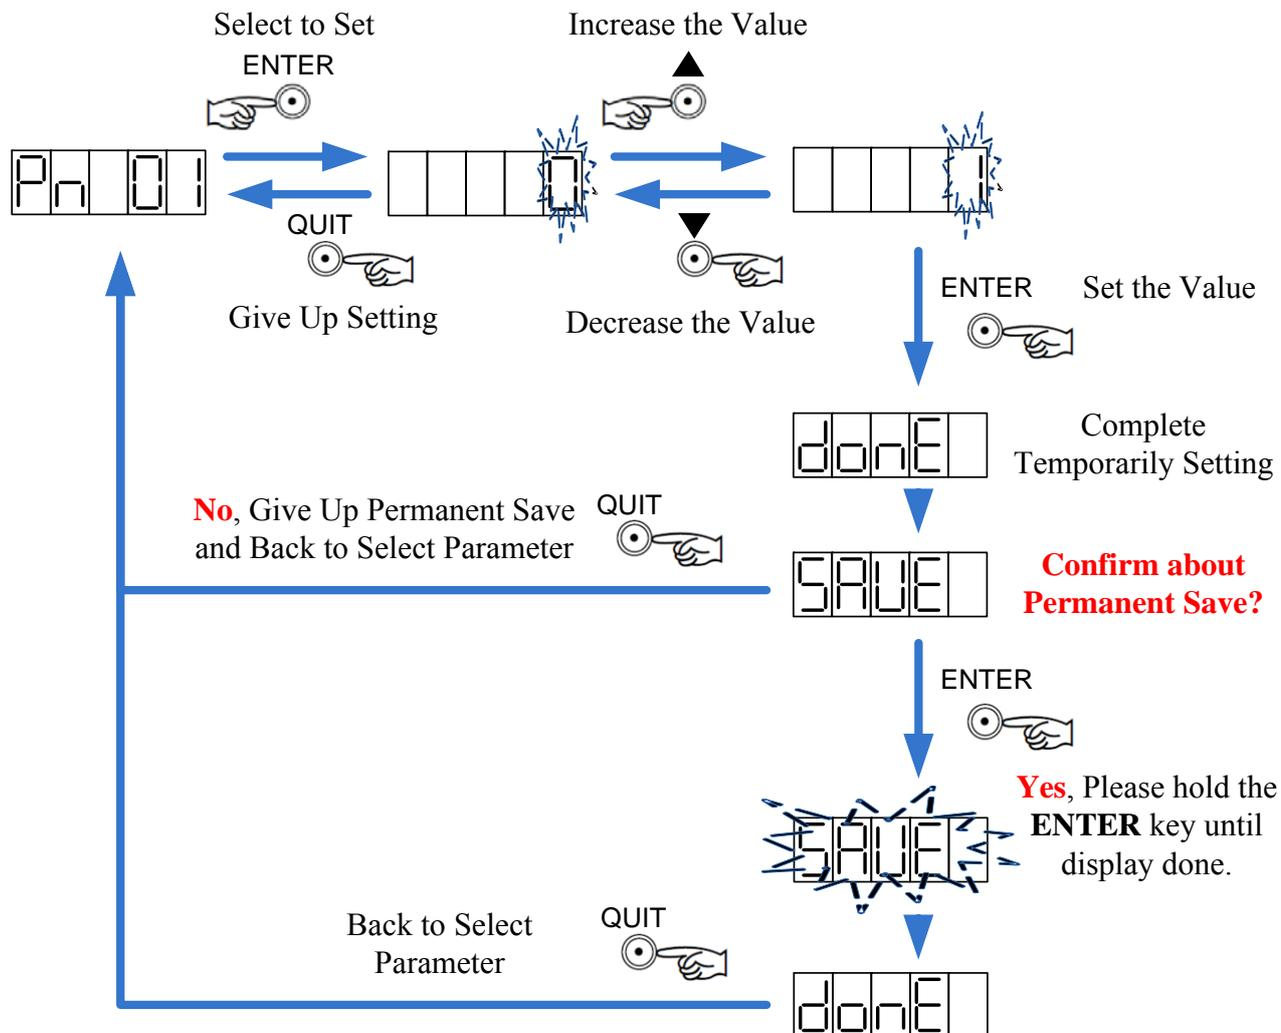 Select to Set
ENTER
Increase the Value
▲
Pn 01
0
1
QUIT
▼
Give Up Setting
Decrease the Value
ENTER
Set the Value
donE
Complete
Temporarily Setting
No, Give Up Permanent Save
and Back to Select Parameter
QUIT
SAVE
Confirm about
Permanent Save?
ENTER
Yes, Please hold the
ENTER key until
display done.
SAVE
Back to Select
Parameter
QUIT
donE